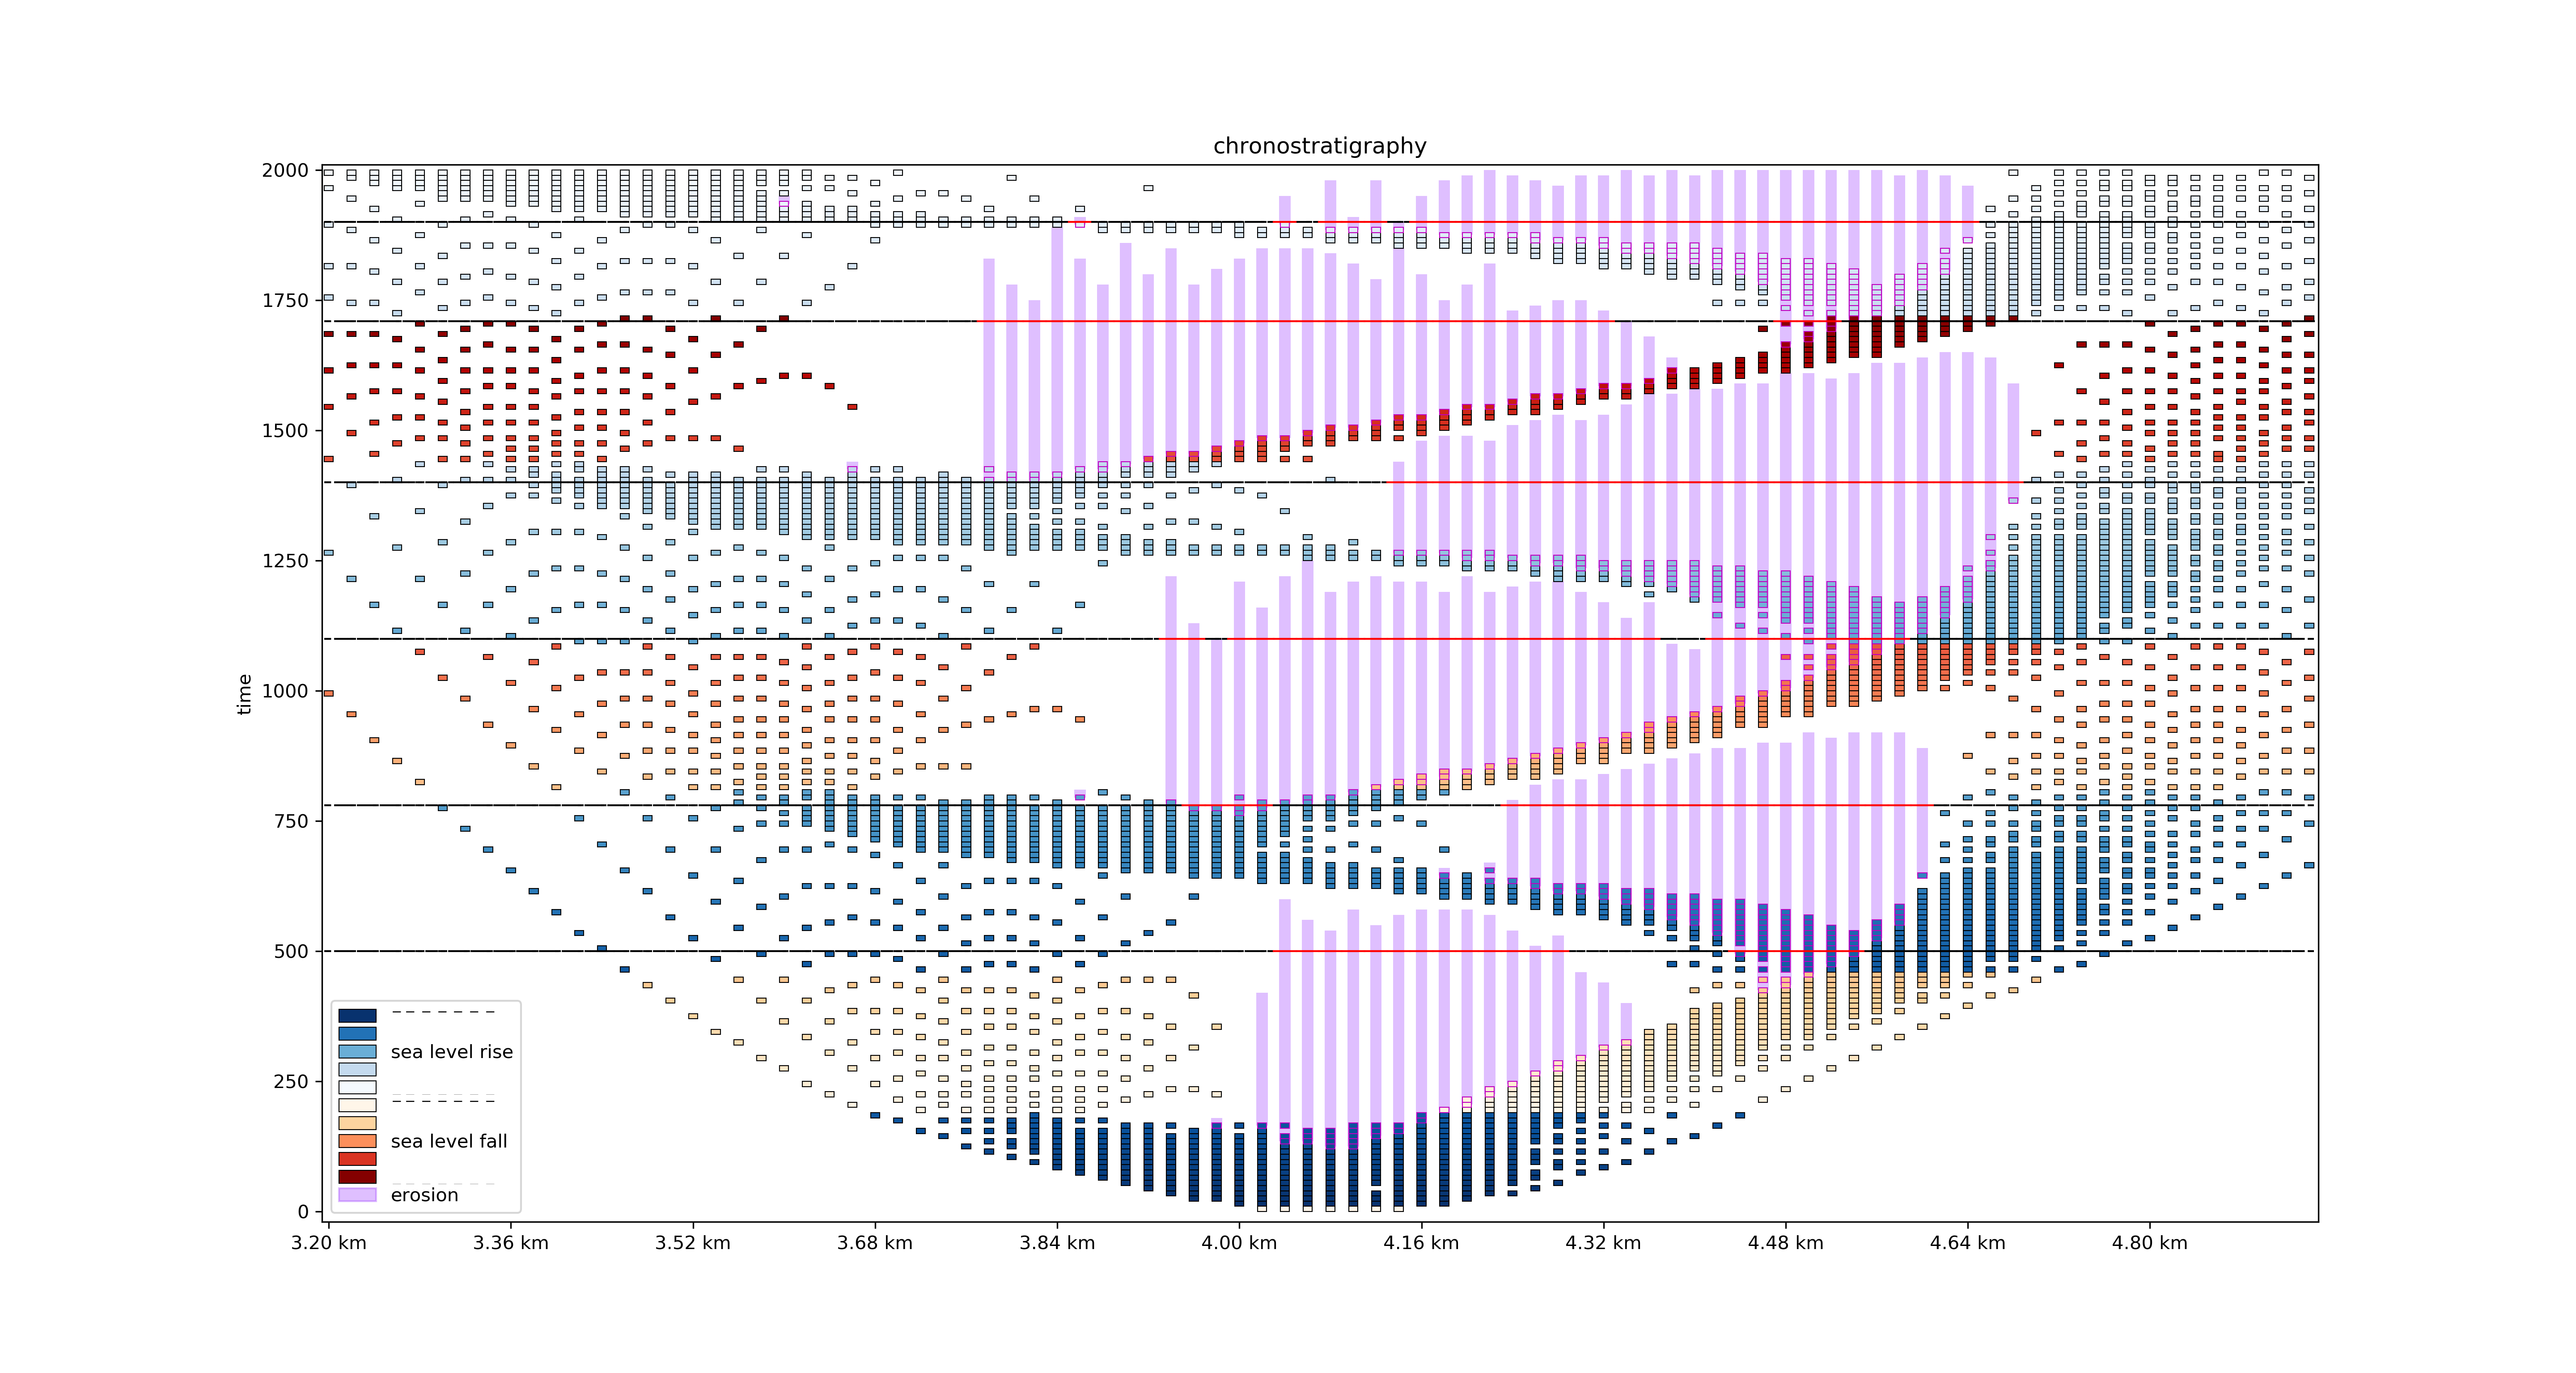 chronostratigraphy
2000
1750
1500
1250
1000
750
500
250
0
time
sea level rise
sea level fall
erosion
3.20 km 3.36 km 3.52 km 3.68 km 3.84 km 4.00 km 4.16 km 4.32 km 4.48 km 4.64 km 4.80 km